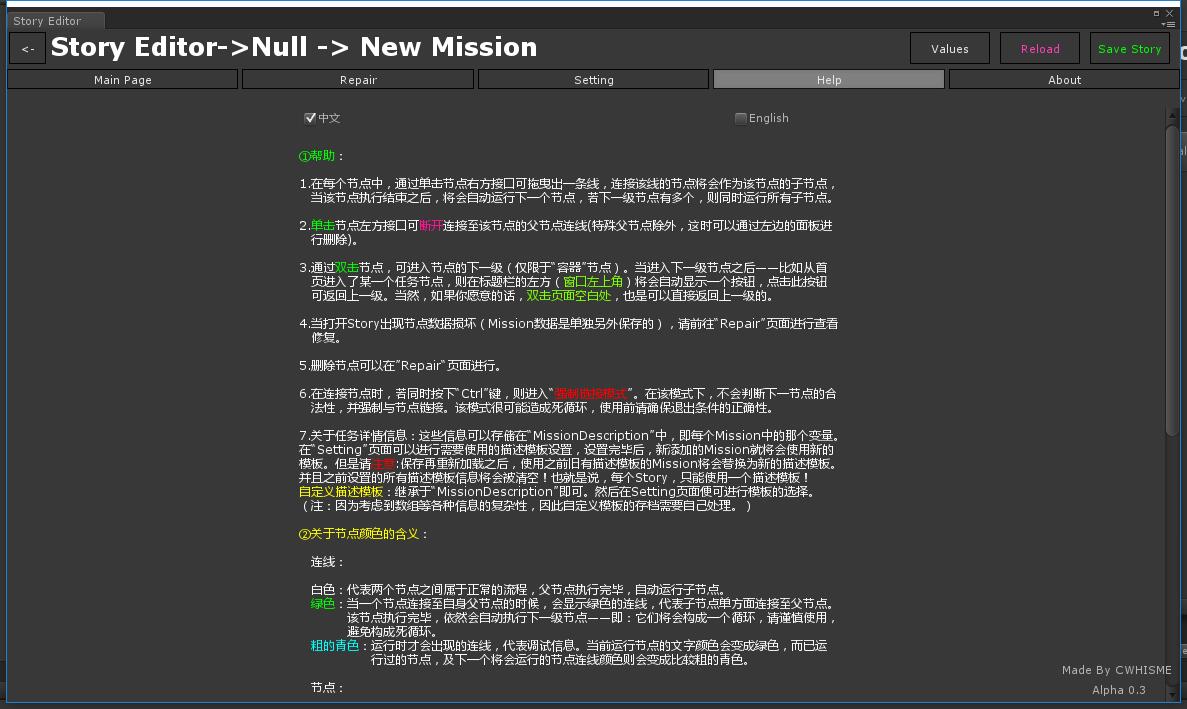 Story Editor
<- Story Editor->Null -> New Mission
Values Reload Save Story
Main Page Repair Setting Help About
中文 English
①帮助：
1.在每个节点中，通过单击节点右方接口可拖曳出一条线，连接该线的节点将会作为该节点的子节点，
当该节点执行结束之后，将会自动运行下一个节点，若下一级节点有多个，则同时运行所有子节点。
2.单击节点左方接口可断开连接至该节点的父节点连线(特殊父节点除外，这时可以通过左边的面板进
行删除)。
3.通过双击节点，可进入节点的下一级（仅限于“容器”节点）。当进入下一级节点之后——比如从首
页进入了某一个任务节点，则在标题栏的左方（窗口左上角）将会自动显示一个按钮，点击此按钮
可返回上一级。当然，如果你愿意的话，双击页面空白处，也是可以直接返回上一级的。
4.当打开Story出现节点数据损坏（Mission数据是单独另外保存的），请前往“Repair”页面进行查看
修复。
5.删除节点可以在”Repair“页面进行。
6.在连接节点时，若同时按下“Ctrl”键，则进入“强制链接模式”。在该模式下，不会判断下一节点的合
法性，并强制与节点链接。该模式很可能造成死循环，使用前请确保退出条件的正确性。
7.关于任务详情信息：这些信息可以存储在“MissionDescription”中，即每个Mission中的那个变量。
在“Setting”页面可以进行需要使用的描述模板设置，设置完毕后，新添加的Mission就将会使用新的
模板。但是请注意:保存再重新加载之后，使用之前旧有描述模板的Mission将会替换为新的描述模板。
并且之前设置的所有描述模板信息将会被清空！也就是说，每个Story，只能使用一个描述模板！
自定义描述模板：继承于“MissionDescription”即可。然后在Setting页面便可进行模板的选择。
（注：因为考虑到数组等各种信息的复杂性，因此自定义模板的存档需要自己处理。）
②关于节点颜色的含义：
连线：
白色：代表两个节点之间属于正常的流程，父节点执行完毕，自动运行子节点。
绿色：当一个节点连接至自身父节点的时候，会显示绿色的连线，代表子节点单方面连接至父节点。
该节点执行完毕，依然会自动执行下一级节点——即：它们将会构成一个循环，请谨值使用，
避免构成死循环。
粗的青色：运行时才会出现的连线，代表调试信息。当前运行节点的文字颜色会变成绿色，而已运
行过的节点，及下一个将会运行的节点连线颜色则会变成比较粗的青色。
节点：
Made By CWHISME
Alpha 0.3